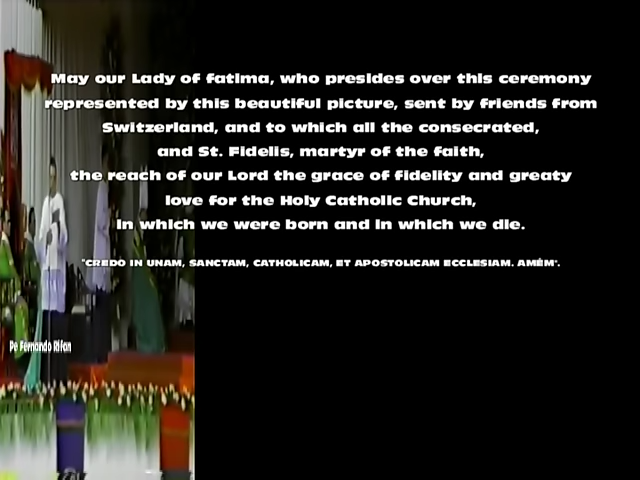 May our Lady of fatima, who presides over this ceremony
represented by this beautiful picture, sent by friends from
Switzerland, and to which all the consecrated,
and St. Fidelis, martyr of the faith,
the reach of our Lord the grace of fidelity and greaty
love for the Holy Catholic Church,
in which we were born and in which we die.
"CREDO IN UNAM, SANCTAM, CATHOLICAM, ET APOSTOLICAM ECCLESIAM. AMÉM".
Pe Fernando Rifan